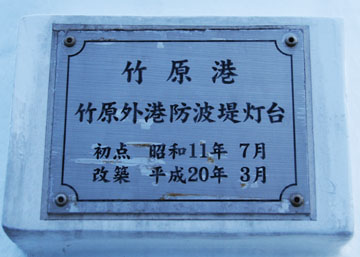 竹原港
竹原外港防波堤灯台
初点 昭和11年 7月
改築 平成20年 3月